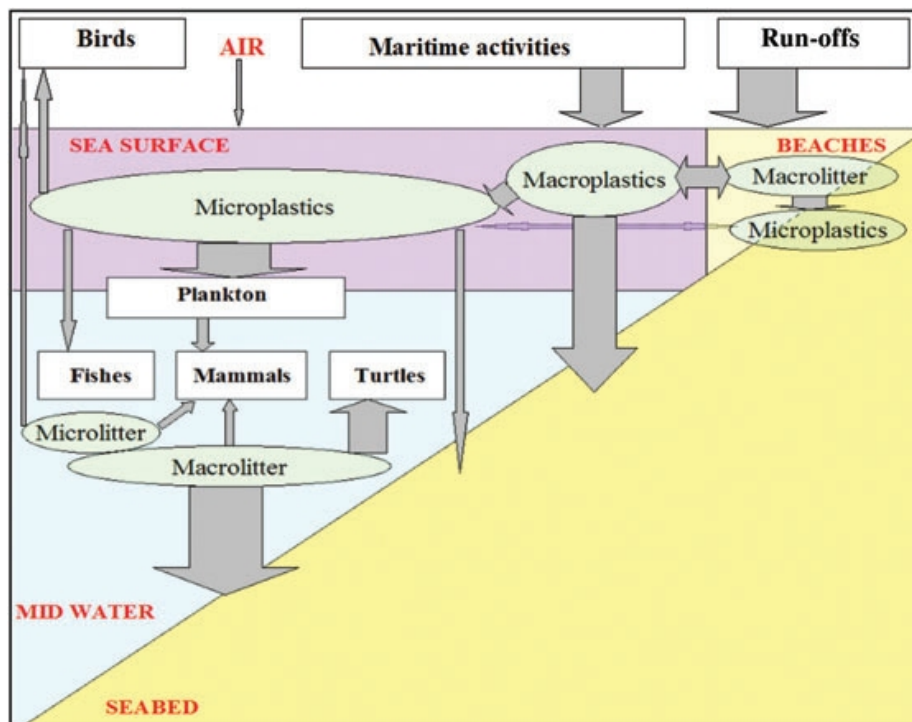 Birds
AIR
Maritime activities
Run-offs
SEA SURFACE
BEACHES
Macroplastics
Macrolitter
Microplastics
Microplastics
Plankton
Fishes
Mammals
Turtles
Microlitter
Macrolitter
MID WATER
SEABED